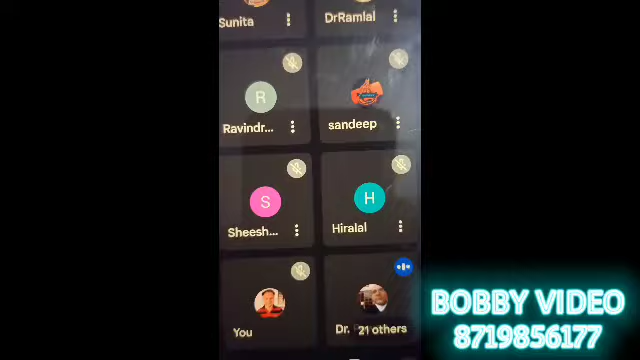 Sunita
DrRamlal
R
Ravindr...
sandeep
S
H
Sheesh...
Hiralal
You
Dr.
21 others
BOBBY VIDEO
8719856177